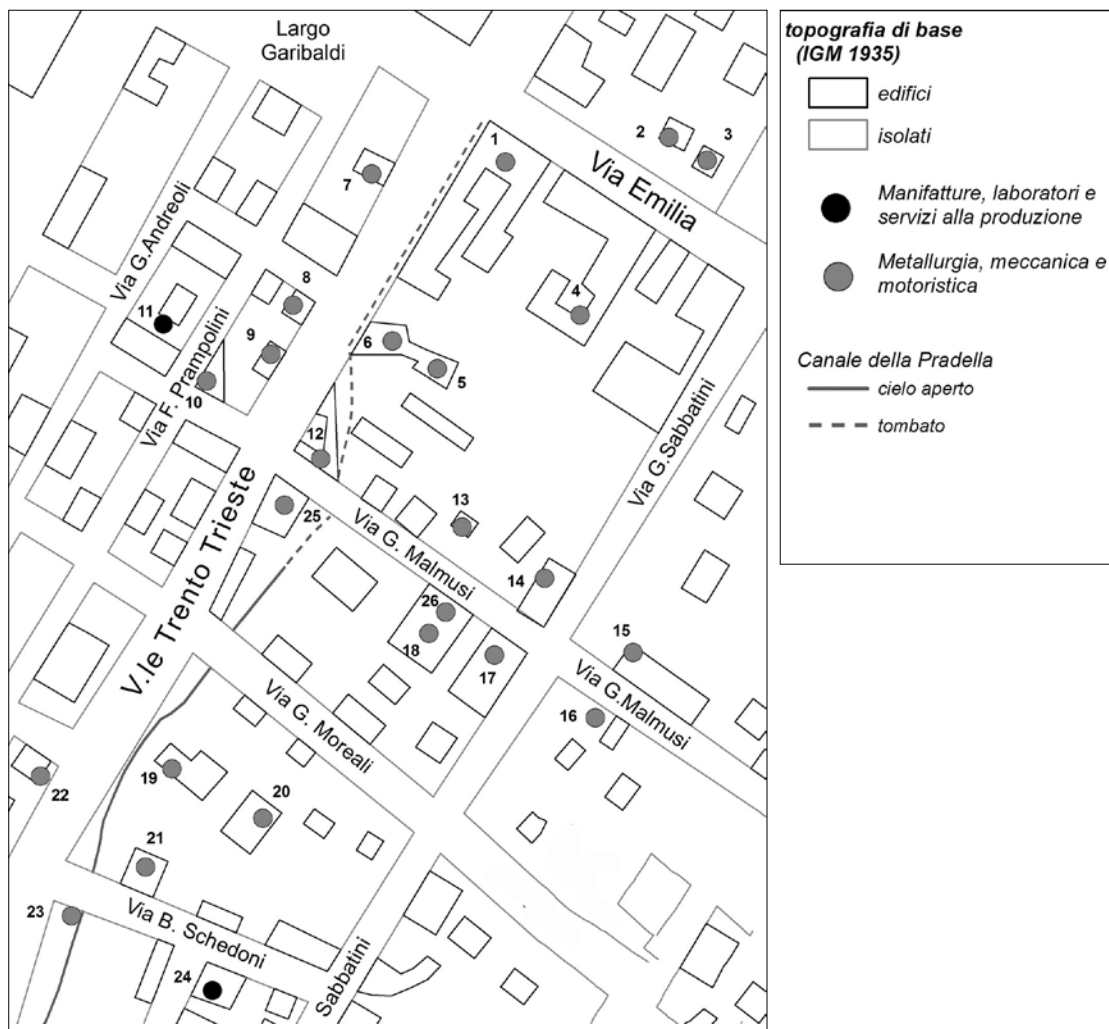 Largo
Garibaldi
2
3
1
Via Emilia
7
Via G.Andreoli
8
4
11
9
6
5
Via F. Prampolini
10
12
Via G.Sabbatini
13
25
Via G. Malmusi
V.le Trento Trieste
14
26
18
15
17
Via G.Malmusi
16
Via G. Moreali
19
22
20
21
23
Via B. Schedoni
24
Sabbatini
topografia di base
(IGM 1935)
edifici
isolati
Manifatture, laboratori e
servizi alla produzione
Metallurgia, meccanica e
motoristica
Canale della Pradella
cielo aperto
tombato